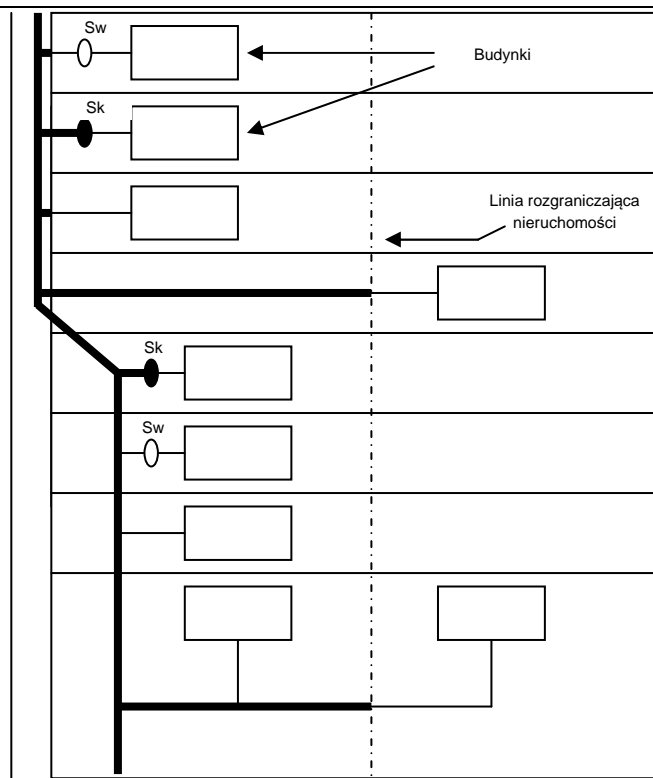 Sw
Budynki
Sk
Linia rozgraniczająca
nieruchomości
Sk
Sw